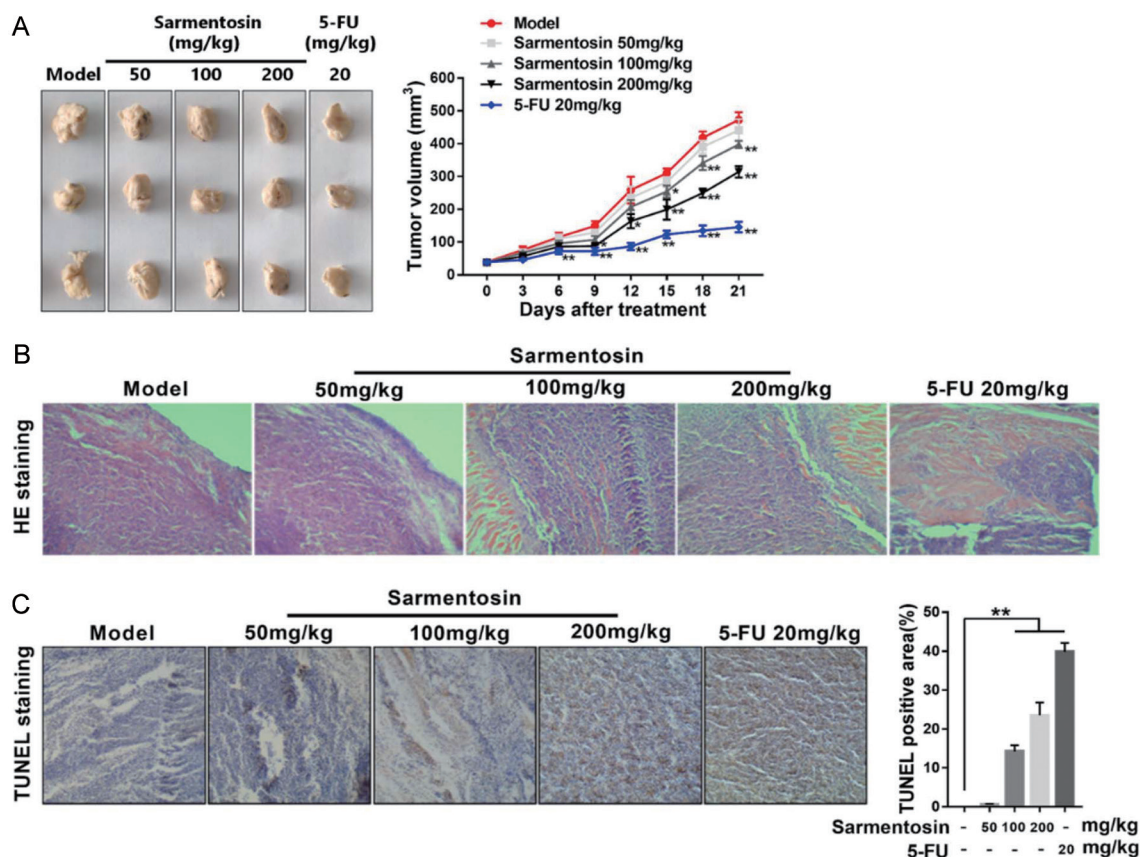 A
Sarmentosin 5-FU
(mg/kg) (mg/kg)
Model 50 100 200 20
Model
Sarmentosin 50mg/kg
Sarmentosin 100mg/kg
Sarmentosin 200mg/kg
5-FU 20mg/kg
Tumor volume (mm³)
600
500
400
300
200
100
0
** ** * ** * ** ** * ** ** ** ** ** ** **
0 3 6 9 12 15 18 21
Days after treatment
B
Sarmentosin
Model 50mg/kg 100mg/kg 200mg/kg 5-FU 20mg/kg
HE staining
C
Sarmentosin
Model 50mg/kg 100mg/kg 200mg/kg 5-FU 20mg/kg
TUNEL staining
TUNEL positive area(%)
50
40
30
20
10
0
**
Sarmentosin - 50 100 200 - mg/kg
5-FU - - - - 20 mg/kg